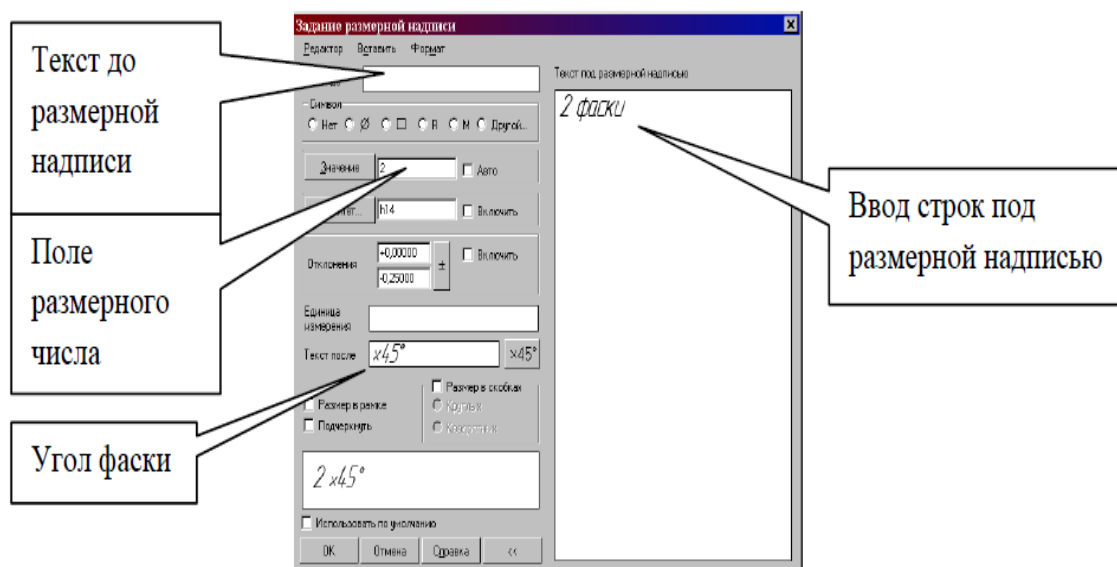 Текст до
размерной
надписи
Поле
размерного
числа
Угол фаски
Задание размерной надписи
Редактор Вставить Формат
Символ
Нет Ø □ R M Другой...
Значение 2 Авто
h14 Включить
Отклонения +0,00000 ± Включить
-0,25000
Единица
измерения
Текст после x45° ×45°
Размер в скобках
Размер в рамке Круглых
Подчеркнуть Квадратных
2 x45°
Использовать по умолчанию
OK Отмена Справка <<
Текст под размерной надписью
2 фаски
Ввод строк под
размерной надписью